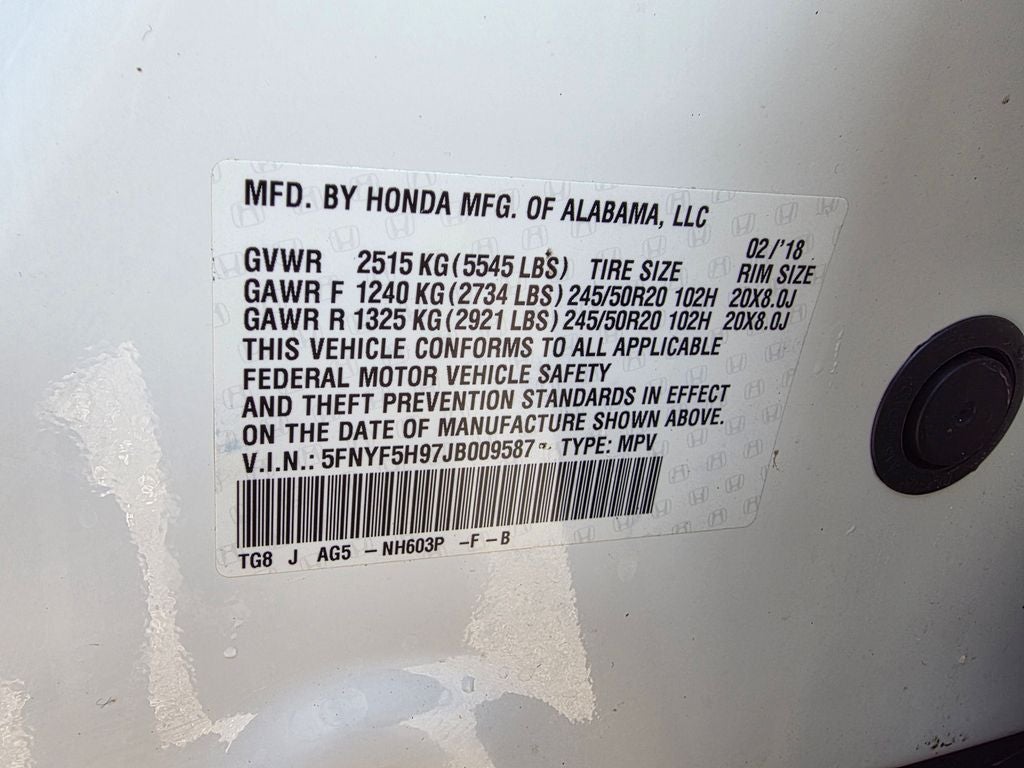 MFD. BY HONDA MFG. OF ALABAMA, LLC
02/'18
GVWR 2515 KG (5545 LBS) TIRE SIZE RIM SIZE
GAWR F 1240 KG (2734 LBS) 245/50R20 102H 20X8.0J
GAWR R 1325 KG (2921 LBS) 245/50R20 102H 20X8.0J
THIS VEHICLE CONFORMS TO ALL APPLICABLE
FEDERAL MOTOR VEHICLE SAFETY
AND THEFT PREVENTION STANDARDS IN EFFECT
ON THE DATE OF MANUFACTURE SHOWN ABOVE.
V.I.N.: 5FNYF5H97JB009587 TYPE: MPV
TG8 J AG5 -NH603P -F-B